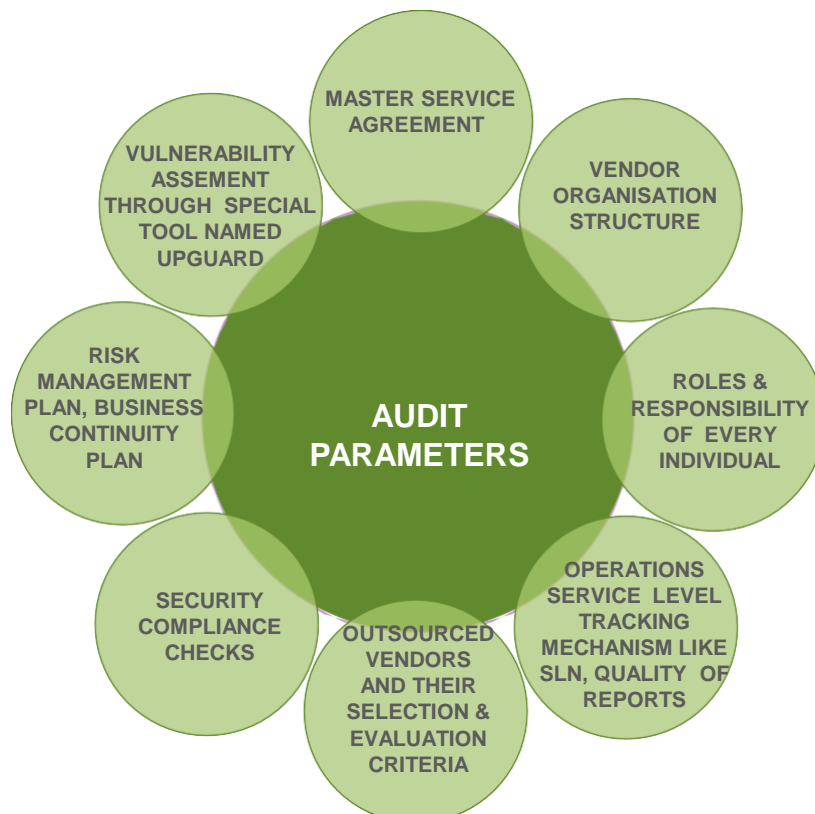 MASTER SERVICE
AGREEMENT
VENDOR
ORGANISATION
STRUCTURE
ROLES &
RESPONSIBILITY
OF EVERY
INDIVIDUAL
OPERATIONS
SERVICE LEVEL
TRACKING
MECHANISM LIKE
SLN, QUALITY OF
REPORTS
OUTSOURCED
VENDORS
AND THEIR
SELECTION &
EVALUATION
CRITERIA
SECURITY
COMPLIANCE
CHECKS
RISK
MANAGEMENT
PLAN, BUSINESS
CONTINUITY
PLAN
VULNERABILITY
ASSEMENT
THROUGH SPECIAL
TOOL NAMED
UPGUARD
AUDIT
PARAMETERS